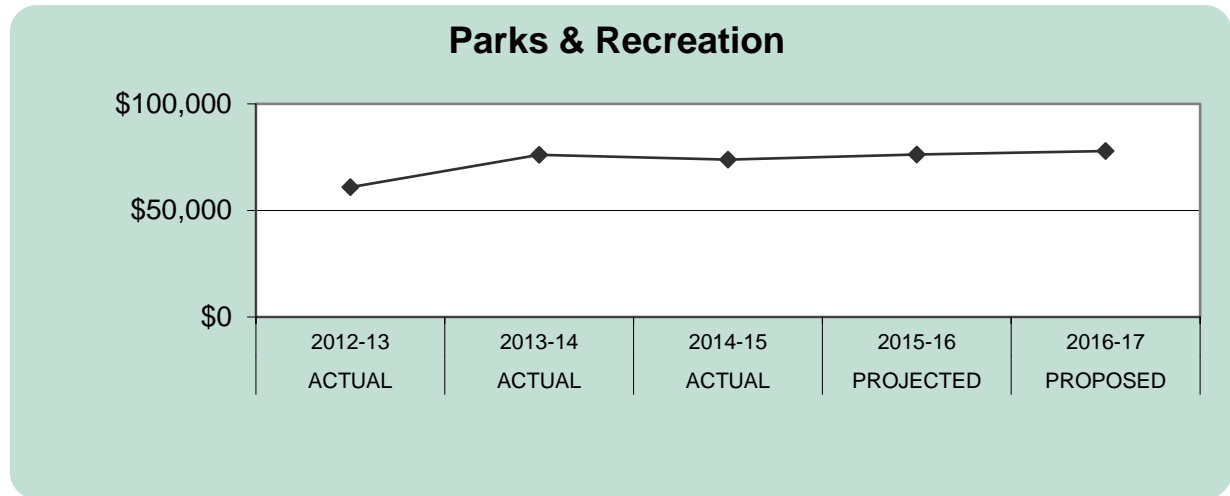 Parks & Recreation
$100,000
$50,000
$0
2012-13 2013-14 2014-15 2015-16 2016-17
ACTUAL ACTUAL ACTUAL PROJECTED PROPOSED